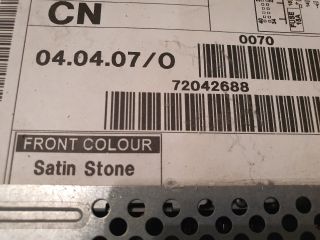 CN
0070
04.04.07/O
72042688
FRONT COLOUR
Satin Stone